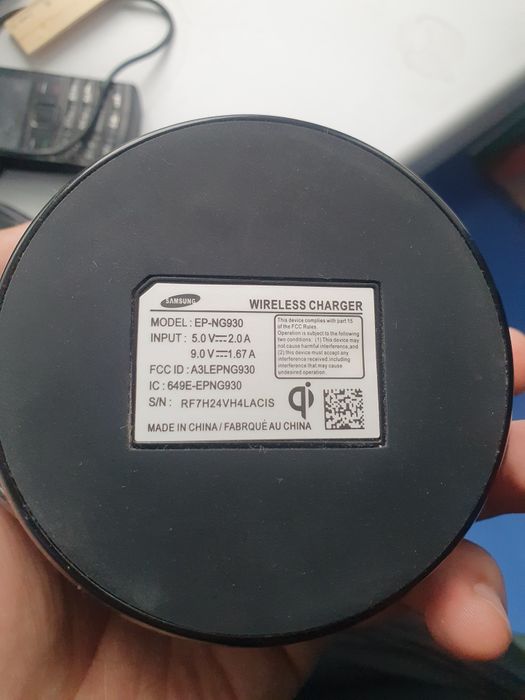 SAMSUNG
WIRELESS CHARGER
MODEL : EP-NG930
INPUT : 5.0 V⎓2.0 A
9.0 V⎓1.67 A
FCC ID : A3LEPNG930
IC : 649E-EPNG930
S/N : RF7H24VH4LACIS
This device complies with part 15
of the FCC Rules.
Operation is subject to the following
two conditions: (1) This device may
not cause harmful interference,and
(2) this device must accept any
interference received,including
interference that may cause
undesired operation.
qi
MADE IN CHINA / FABRIQUÉ AU CHINA